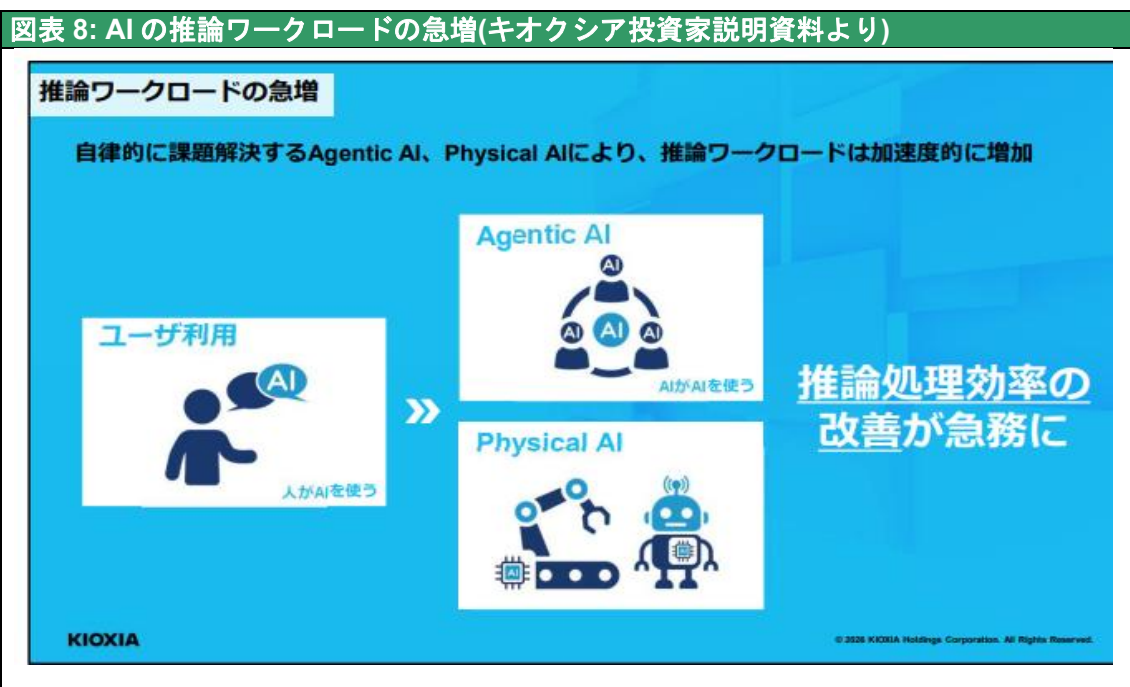 図表 8: AI の推論ワークロードの急増(キオクシア投資家説明資料より)
推論ワークロードの急増
自律的に課題解決するAgentic AI、Physical AIにより、推論ワークロードは加速度的に増加
ユーザ利用
AI
人がAIを使う
»
Agentic AI
AI
AI
AI
AI
AIがAIを使う
Physical AI
AI
AI
推論処理効率の
改善が急務に
KIOXIA
© 2026 KIOXIA Holdings Corporation. All Rights Reserved.